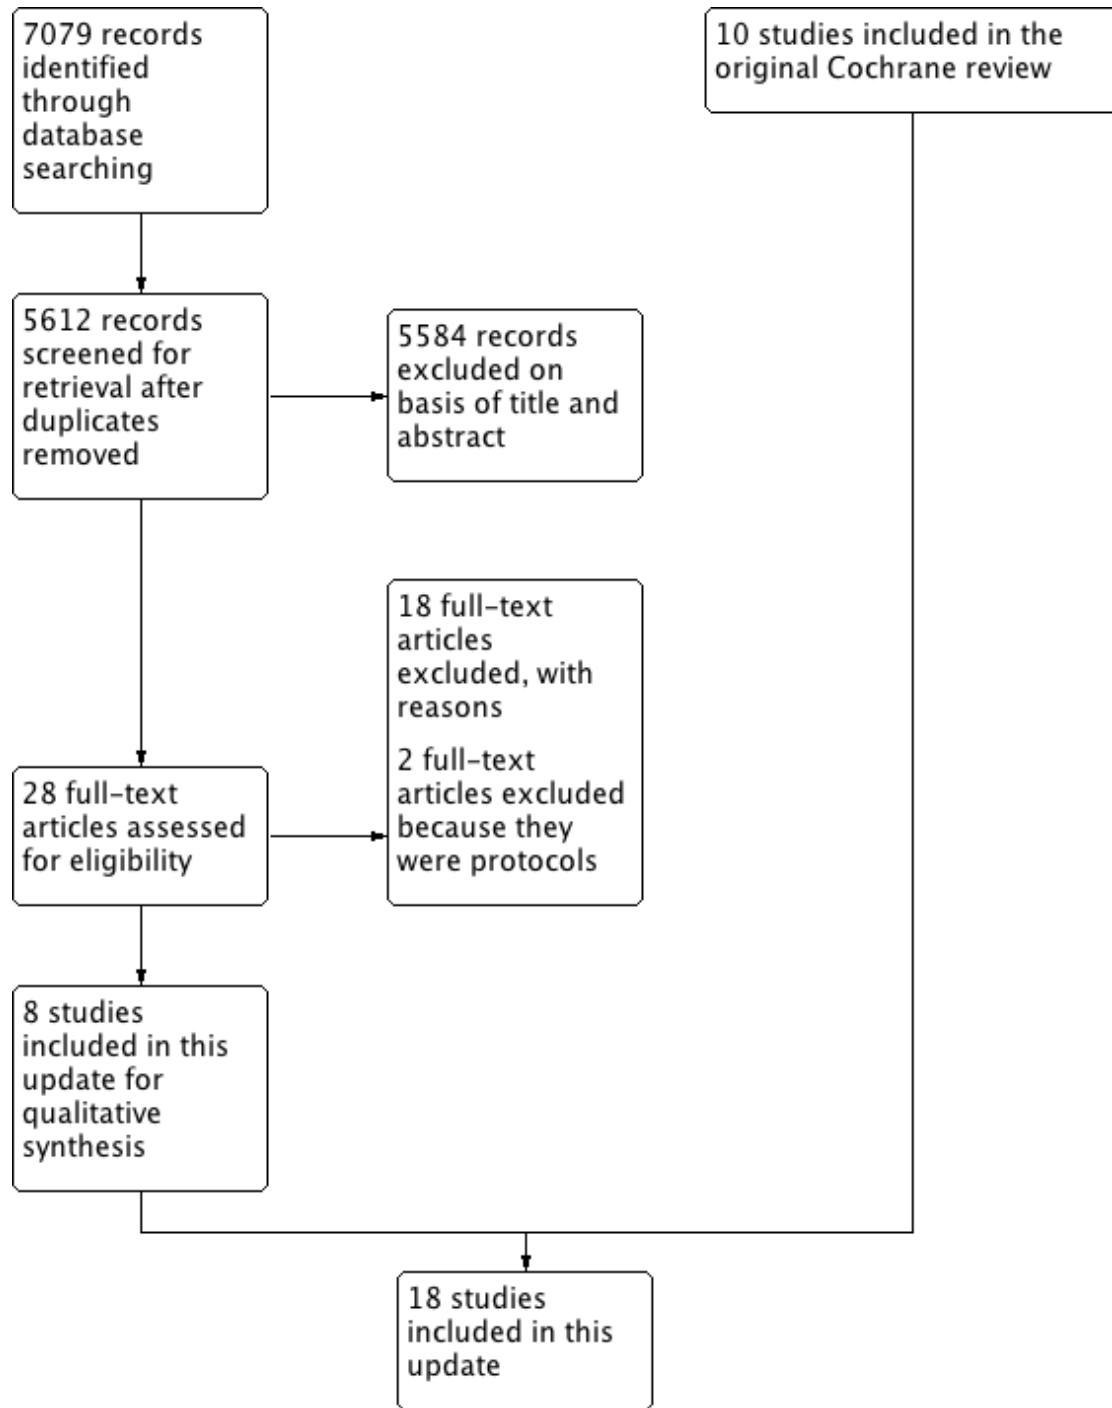 7079 records
identified
through
database
searching
10 studies included in the
original Cochrane review
5612 records
screened for
retrieval after
duplicates
removed
5584 records
excluded on
basis of title and
abstract
18 full-text
articles
excluded, with
reasons
2 full-text
articles excluded
because they
were protocols
28 full-text
articles assessed
for eligibility
8 studies
included in this
update for
qualitative
synthesis
18 studies
included in this
update